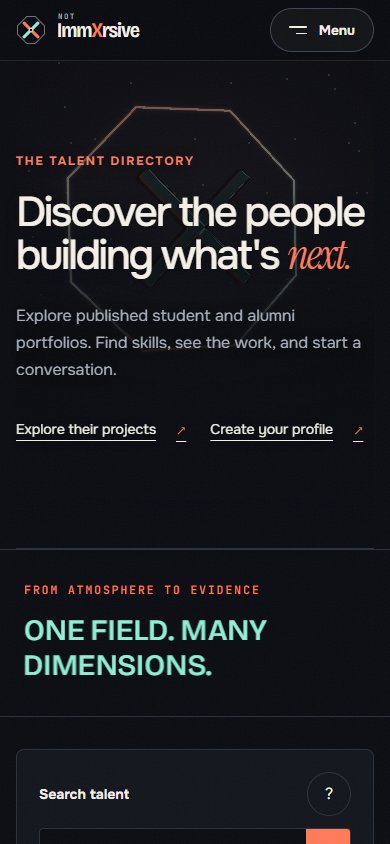 NOT
ImmXrsive
Menu
THE TALENT DIRECTORY
Discover the people
building what's next.
Explore published student and alumni
portfolios. Find skills, see the work, and start a
conversation.
Explore their projects ↗ Create your profile ↗
FROM ATMOSPHERE TO EVIDENCE
ONE FIELD. MANY
DIMENSIONS.
Search talent
?